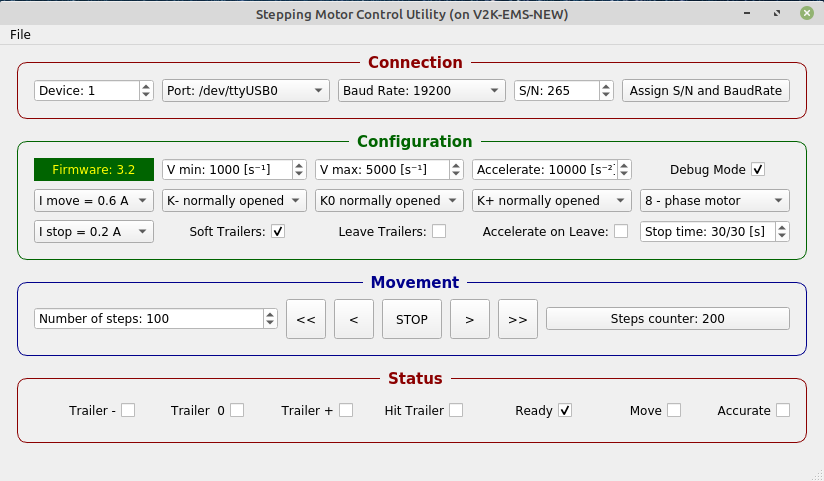 Stepping Motor Control Utility (on V2K-EMS-NEW)
File
Connection
Device: 1 Port: /dev/ttyUSB0 Baud Rate: 19200 S/N: 265 Assign S/N and BaudRate
Configuration
Firmware: 3.2 V min: 1000 [s⁻¹] V max: 5000 [s⁻¹] Accelerate: 10000 [s⁻²] Debug Mode
I move = 0.6 A K- normally opened K0 normally opened K+ normally opened 8 - phase motor
I stop = 0.2 A Soft Trailers: Leave Trailers: Accelerate on Leave: Stop time: 30/30 [s]
Movement
Number of steps: 100 << < STOP > >> Steps counter: 200
Status
Trailer - Trailer 0 Trailer + Hit Trailer Ready Move Accurate